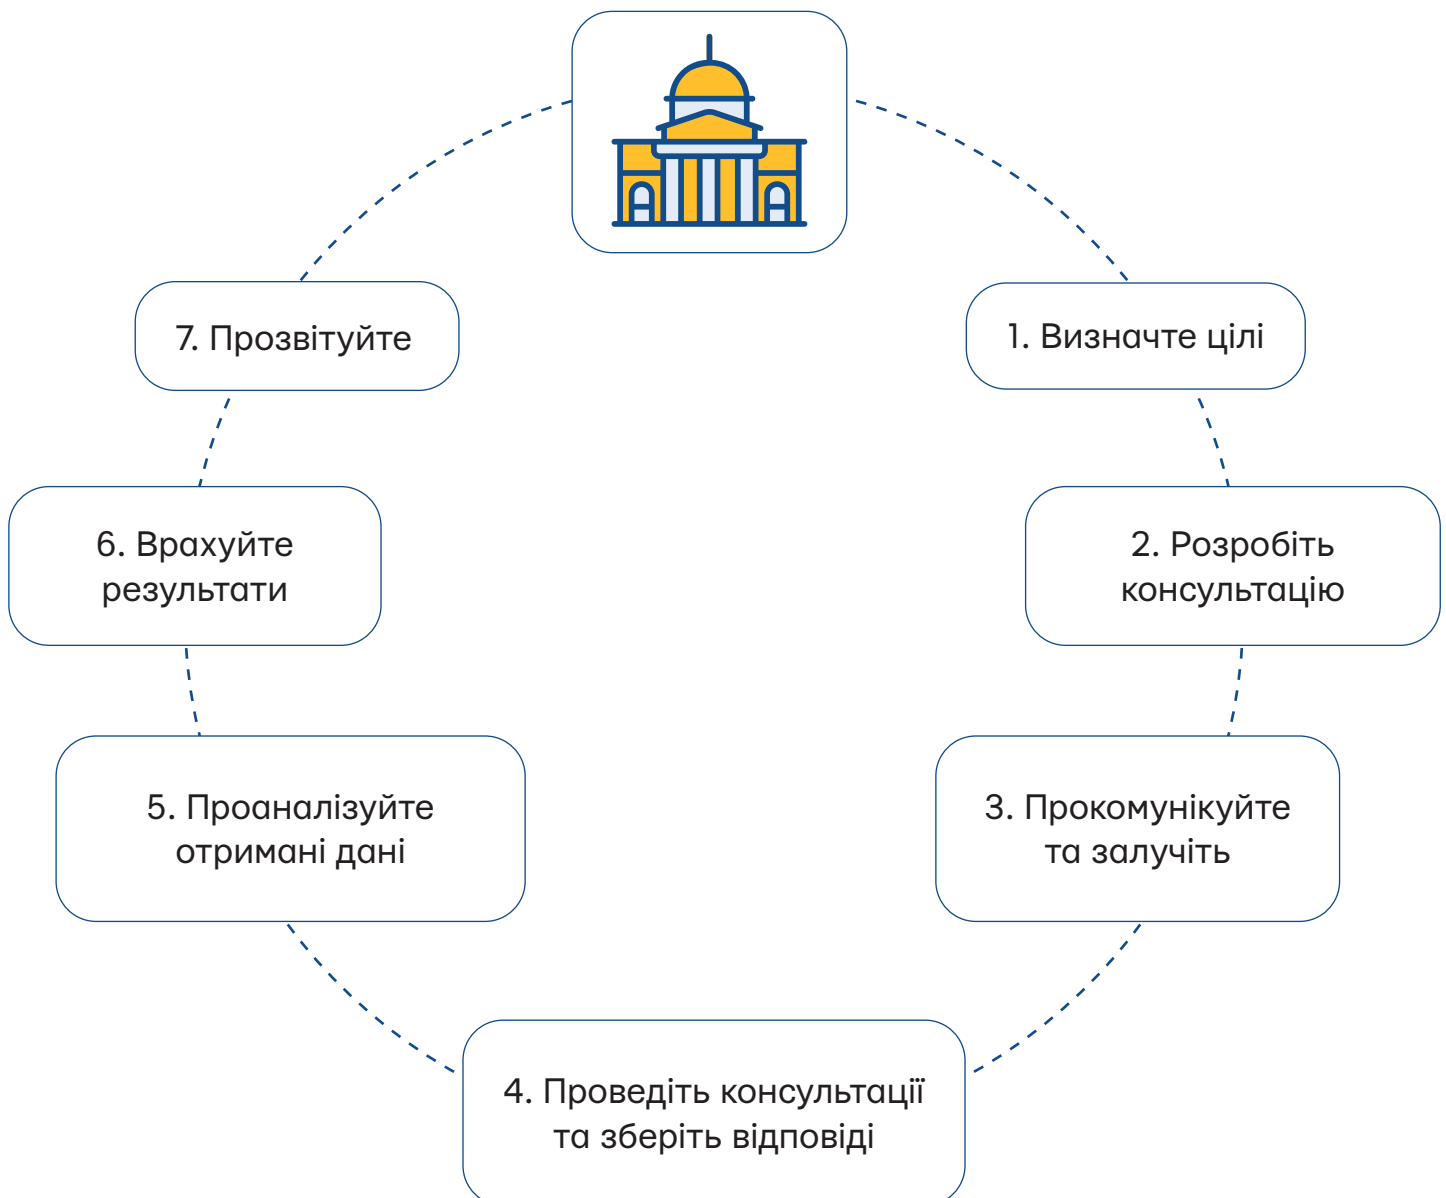 1. Визначте цілі
2. Розробіть
консультацію
3. Прокомунікуйте
та залучіть
4. Проведіть консультації
та зберіть відповіді
5. Проаналізуйте
отримані дані
6. Врахуйте
результати
7. Прозвітуйте